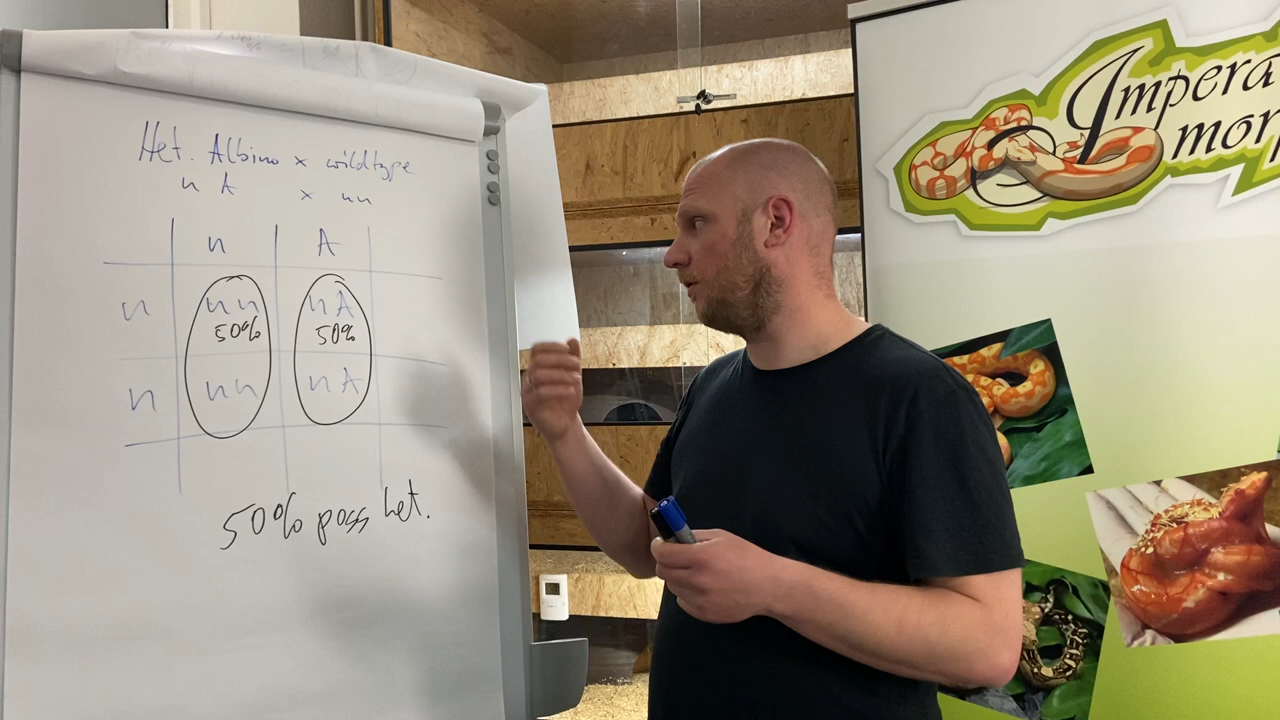 Het. Albino x wildtype
n A x nn
n A
n nn nA
50% 50%
n nn nA
50% poss het.
Impera
mor